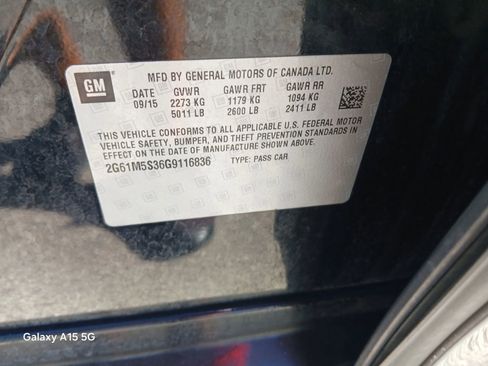 GM
MFD BY GENERAL MOTORS OF CANADA LTD.
DATE GVWR GAWR FRT GAWR RR
09/15 2273 KG 1179 KG 1094 KG
5011 LB 2600 LB 2411 LB
THIS VEHICLE CONFORMS TO ALL APPLICABLE U.S. FEDERAL MOTOR
VEHICLE SAFETY, BUMPER, AND THEFT PREVENTION STANDARDS IN
EFFECT ON THE DATE OF MANUFACTURE SHOWN ABOVE.
2G61M5S36G9116836 TYPE: PASS CAR
Galaxy A15 5G